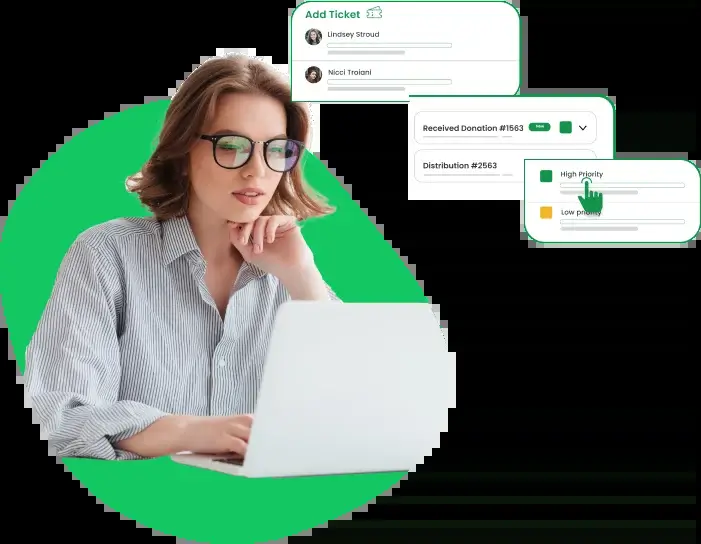 Add Ticket
Lindsey Stroud
Nicci Troiani
Received Donation #1563 New
Distribution #2563
High Priority
Low priority